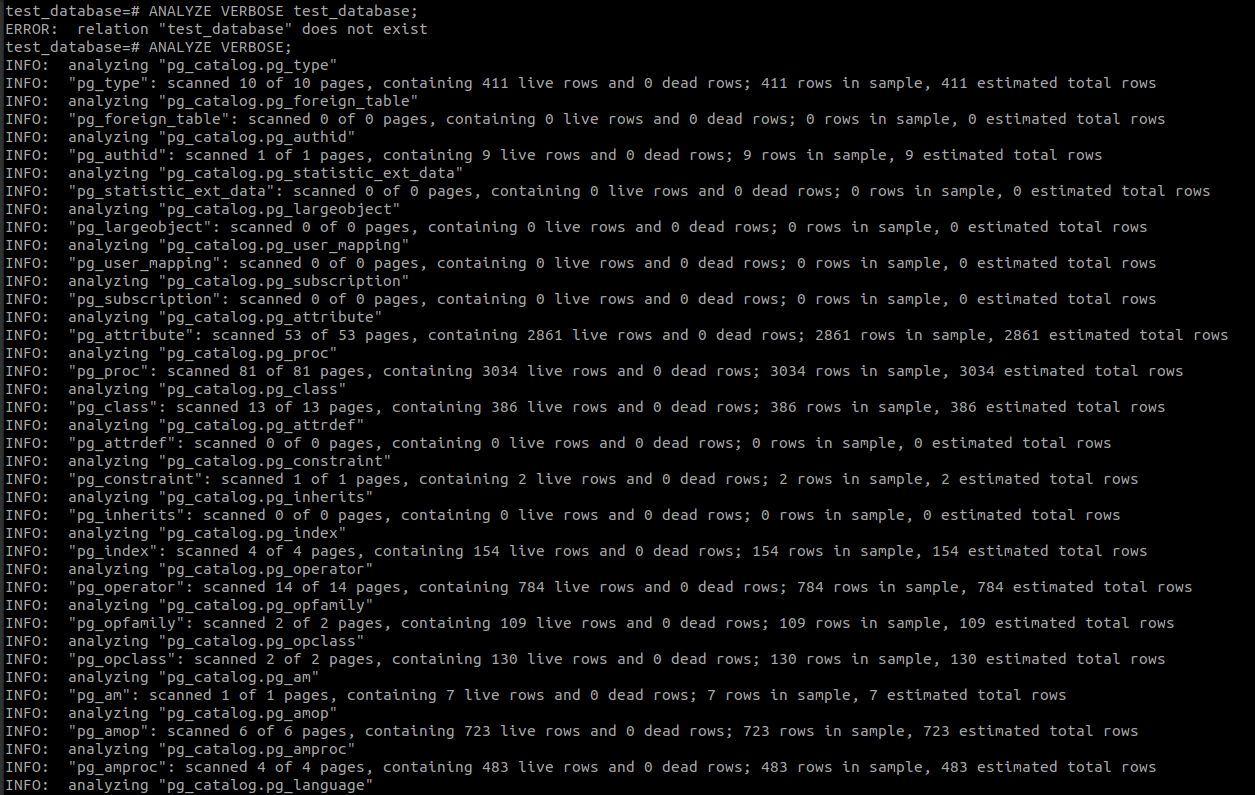 test_database=# ANALYZE VERBOSE test_database;
ERROR:  relation "test_database" does not exist
test_database=# ANALYZE VERBOSE;
INFO:  analyzing "pg_catalog.pg_type"
INFO:  "pg_type": scanned 10 of 10 pages, containing 411 live rows and 0 dead rows; 411 rows in sample, 411 estimated total rows
INFO:  analyzing "pg_catalog.pg_foreign_table"
INFO:  "pg_foreign_table": scanned 0 of 0 pages, containing 0 live rows and 0 dead rows; 0 rows in sample, 0 estimated total rows
INFO:  analyzing "pg_catalog.pg_authid"
INFO:  "pg_authid": scanned 1 of 1 pages, containing 9 live rows and 0 dead rows; 9 rows in sample, 9 estimated total rows
INFO:  analyzing "pg_catalog.pg_statistic_ext_data"
INFO:  "pg_statistic_ext_data": scanned 0 of 0 pages, containing 0 live rows and 0 dead rows; 0 rows in sample, 0 estimated total rows
INFO:  analyzing "pg_catalog.pg_largeobject"
INFO:  "pg_largeobject": scanned 0 of 0 pages, containing 0 live rows and 0 dead rows; 0 rows in sample, 0 estimated total rows
INFO:  analyzing "pg_catalog.pg_user_mapping"
INFO:  "pg_user_mapping": scanned 0 of 0 pages, containing 0 live rows and 0 dead rows; 0 rows in sample, 0 estimated total rows
INFO:  analyzing "pg_catalog.pg_subscription"
INFO:  "pg_subscription": scanned 0 of 0 pages, containing 0 live rows and 0 dead rows; 0 rows in sample, 0 estimated total rows
INFO:  analyzing "pg_catalog.pg_attribute"
INFO:  "pg_attribute": scanned 53 of 53 pages, containing 2861 live rows and 0 dead rows; 2861 rows in sample, 2861 estimated total rows
INFO:  analyzing "pg_catalog.pg_proc"
INFO:  "pg_proc": scanned 81 of 81 pages, containing 3034 live rows and 0 dead rows; 3034 rows in sample, 3034 estimated total rows
INFO:  analyzing "pg_catalog.pg_class"
INFO:  "pg_class": scanned 13 of 13 pages, containing 386 live rows and 0 dead rows; 386 rows in sample, 386 estimated total rows
INFO:  analyzing "pg_catalog.pg_attrdef"
INFO:  "pg_attrdef": scanned 0 of 0 pages, containing 0 live rows and 0 dead rows; 0 rows in sample, 0 estimated total rows
INFO:  analyzing "pg_catalog.pg_constraint"
INFO:  "pg_constraint": scanned 1 of 1 pages, containing 2 live rows and 0 dead rows; 2 rows in sample, 2 estimated total rows
INFO:  analyzing "pg_catalog.pg_inherits"
INFO:  "pg_inherits": scanned 0 of 0 pages, containing 0 live rows and 0 dead rows; 0 rows in sample, 0 estimated total rows
INFO:  analyzing "pg_catalog.pg_index"
INFO:  "pg_index": scanned 4 of 4 pages, containing 154 live rows and 0 dead rows; 154 rows in sample, 154 estimated total rows
INFO:  analyzing "pg_catalog.pg_operator"
INFO:  "pg_operator": scanned 14 of 14 pages, containing 784 live rows and 0 dead rows; 784 rows in sample, 784 estimated total rows
INFO:  analyzing "pg_catalog.pg_opfamily"
INFO:  "pg_opfamily": scanned 2 of 2 pages, containing 109 live rows and 0 dead rows; 109 rows in sample, 109 estimated total rows
INFO:  analyzing "pg_catalog.pg_opclass"
INFO:  "pg_opclass": scanned 2 of 2 pages, containing 130 live rows and 0 dead rows; 130 rows in sample, 130 estimated total rows
INFO:  analyzing "pg_catalog.pg_am"
INFO:  "pg_am": scanned 1 of 1 pages, containing 7 live rows and 0 dead rows; 7 rows in sample, 7 estimated total rows
INFO:  analyzing "pg_catalog.pg_amop"
INFO:  "pg_amop": scanned 6 of 6 pages, containing 723 live rows and 0 dead rows; 723 rows in sample, 723 estimated total rows
INFO:  analyzing "pg_catalog.pg_amproc"
INFO:  "pg_amproc": scanned 4 of 4 pages, containing 483 live rows and 0 dead rows; 483 rows in sample, 483 estimated total rows
INFO:  analyzing "pg_catalog.pg_language"